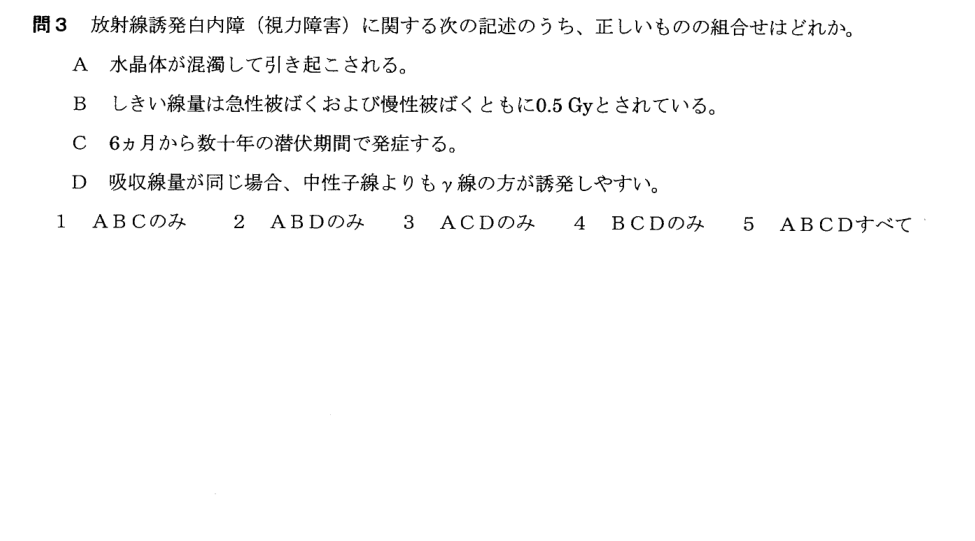 問3 放射線誘発白内障（視力障害）に関する次の記述のうち、正しいものの組合せはどれか。
A 水晶体が混濁して引き起こされる。
B しきい線量は急性被ばくおよび慢性被ばくともに0.5 Gyとされている。
C 6ヵ月から数十年の潜伏期間で発症する。
D 吸収線量が同じ場合、中性子線よりもγ線の方が誘発しやすい。
1 ABCのみ 2 ABDのみ 3 ACDのみ 4 BCDのみ 5 ABCDすべて